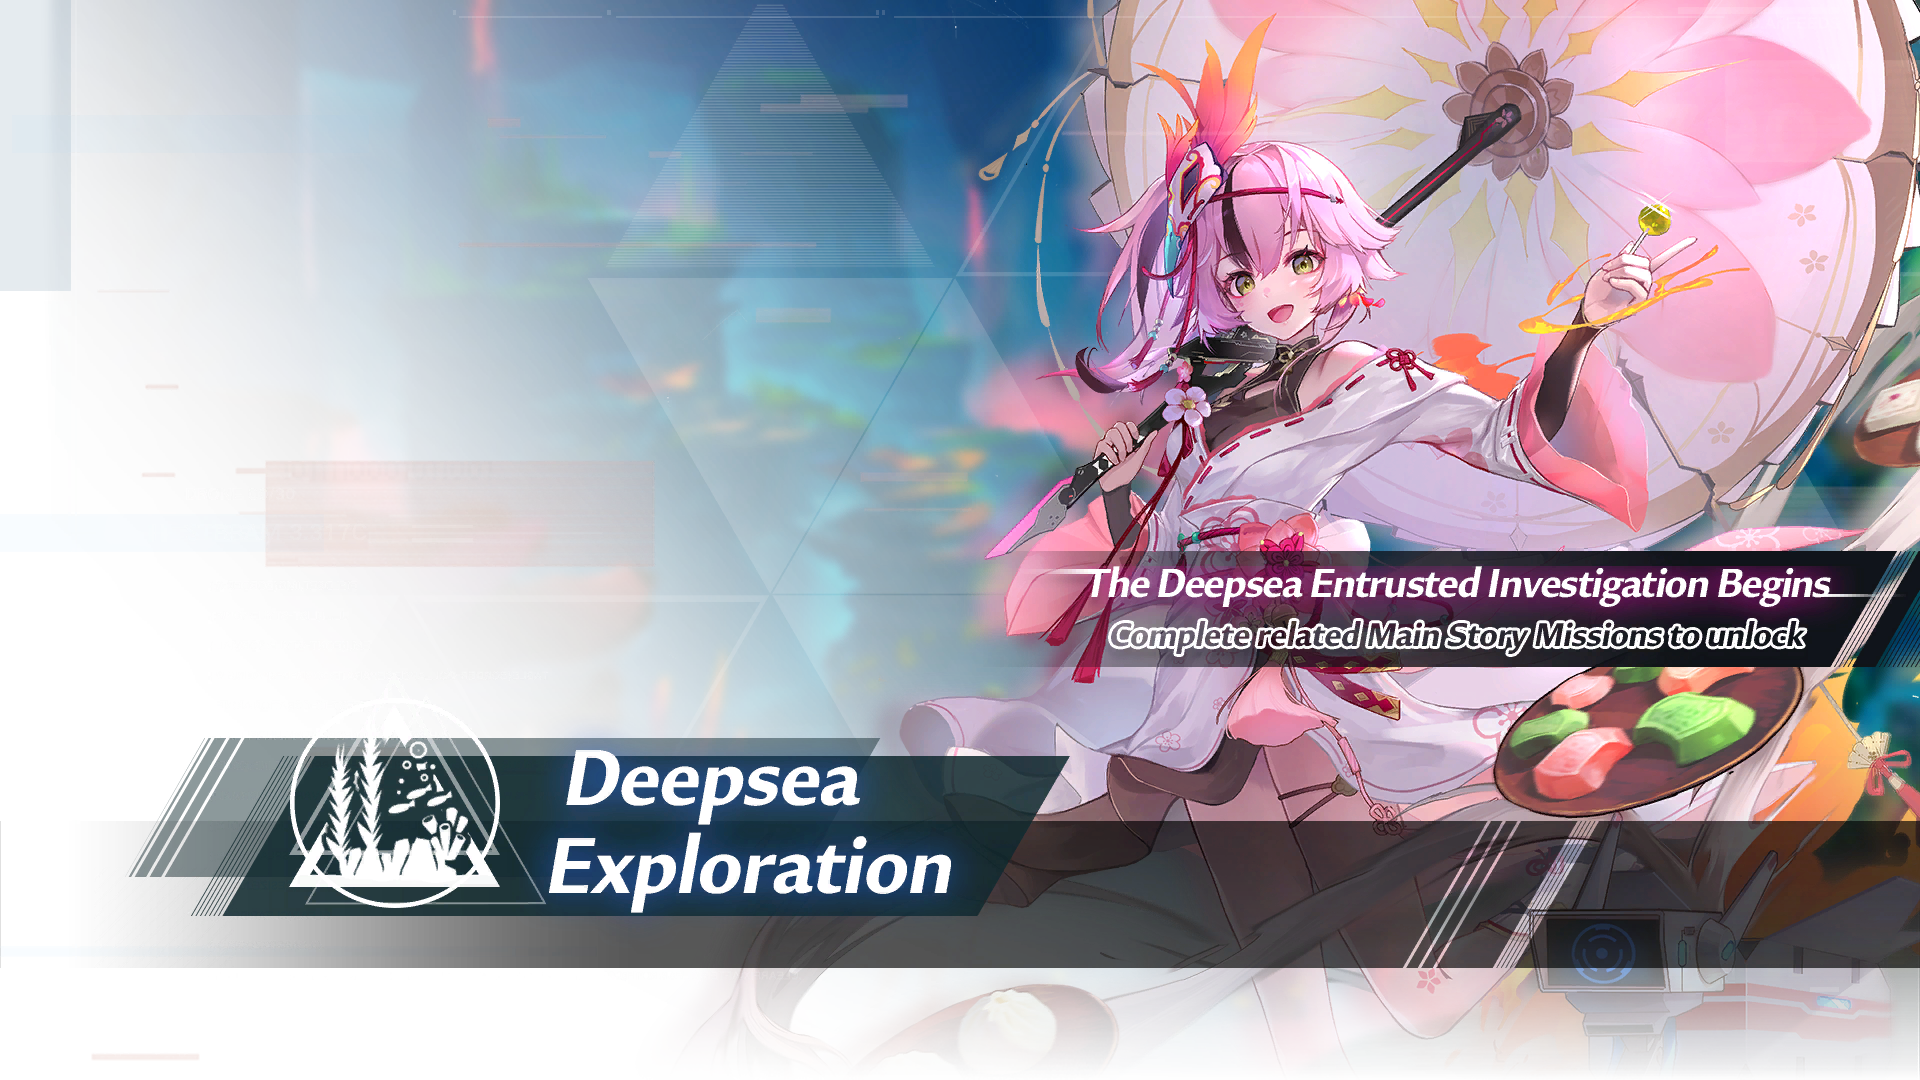 The Deepsea Entrusted Investigation Begins
Complete related Main Story Missions to unlock
Deepsea
Exploration